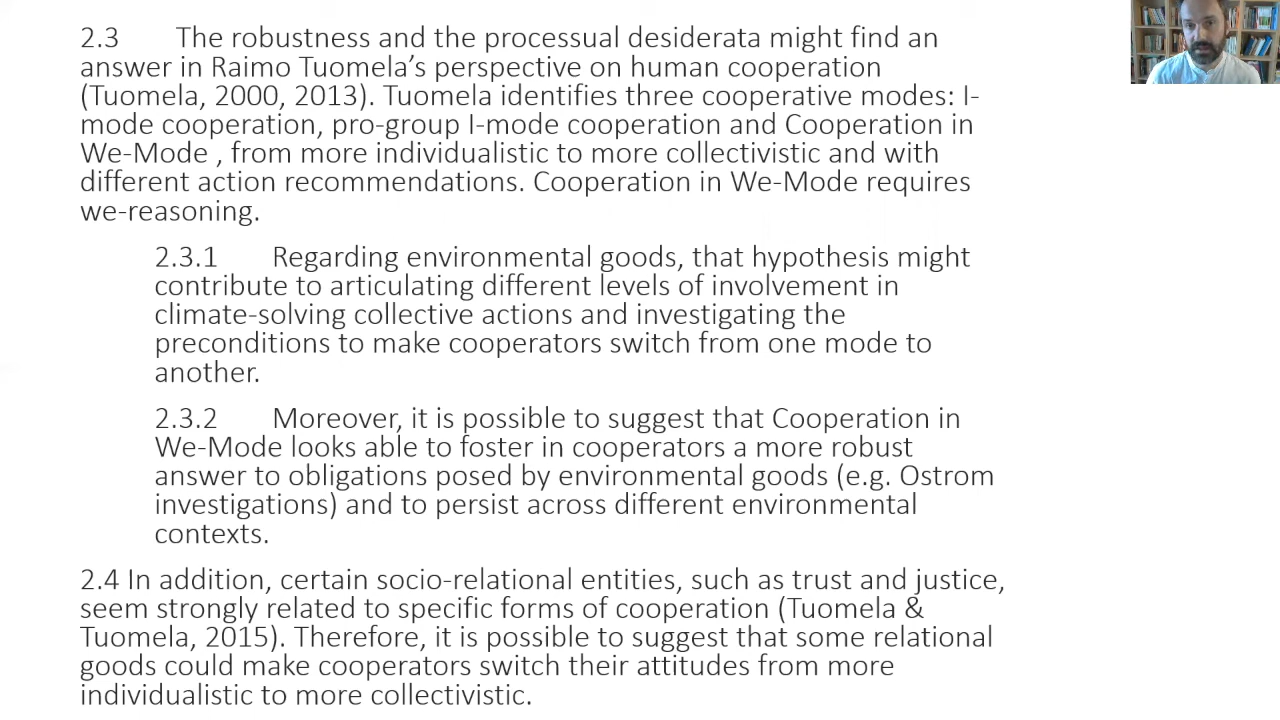 2.3 The robustness and the processual desiderata might find an
answer in Raimo Tuomela’s perspective on human cooperation
(Tuomela, 2000, 2013). Tuomela identifies three cooperative modes: I-
mode cooperation, pro-group I-mode cooperation and Cooperation in
We-Mode , from more individualistic to more collectivistic and with
different action recommendations. Cooperation in We-Mode requires
we-reasoning.
2.3.1 Regarding environmental goods, that hypothesis might
contribute to articulating different levels of involvement in
climate-solving collective actions and investigating the
preconditions to make cooperators switch from one mode to
another.
2.3.2 Moreover, it is possible to suggest that Cooperation in
We-Mode looks able to foster in cooperators a more robust
answer to obligations posed by environmental goods (e.g. Ostrom
investigations) and to persist across different environmental
contexts.
2.4 In addition, certain socio-relational entities, such as trust and justice,
seem strongly related to specific forms of cooperation (Tuomela &
Tuomela, 2015). Therefore, it is possible to suggest that some relational
goods could make cooperators switch their attitudes from more
individualistic to more collectivistic.